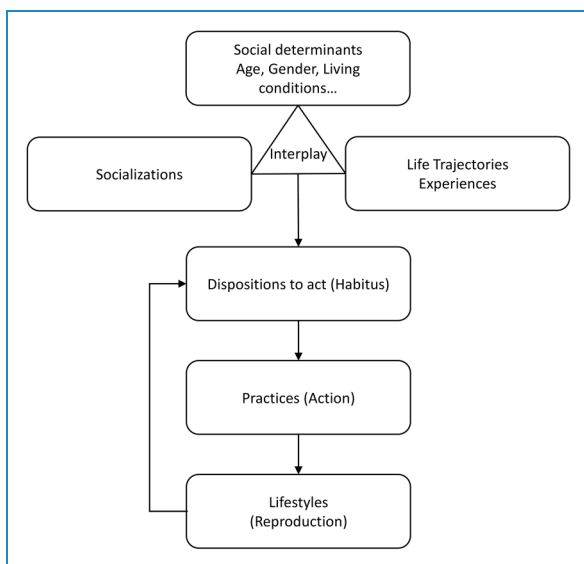 Social determinants
Age, Gender, Living
conditions…
Interplay
Socializations
Life Trajectories
Experiences
Dispositions to act (Habitus)
Practices (Action)
Lifestyles
(Reproduction)